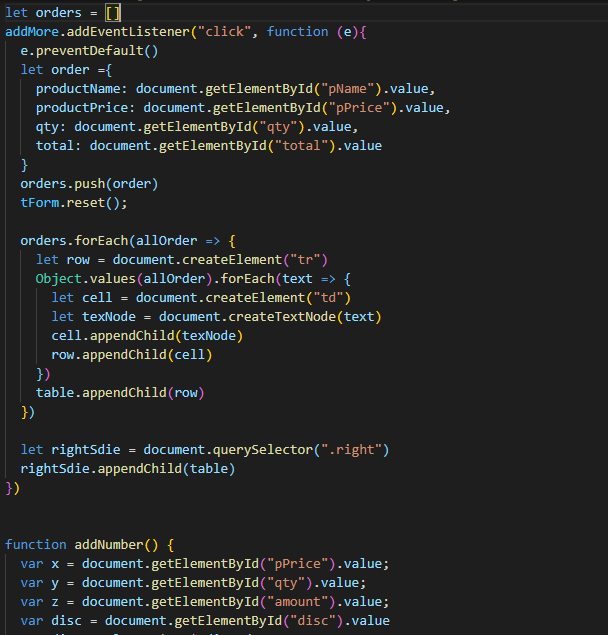 let orders = []
addMore.addEventListener("click", function (e){
  e.preventDefault()
  let order ={
    productName: document.getElementById("pName").value,
    productPrice: document.getElementById("pPrice").value,
    qty: document.getElementById("qty").value,
    total: document.getElementById("total").value
  }
  orders.push(order)
  tForm.reset();
  orders.forEach(allOrder => {
    let row = document.createElement("tr")
    Object.values(allOrder).forEach(text => {
      let cell = document.createElement("td")
      let texNode = document.createTextNode(text)
      cell.appendChild(texNode)
      row.appendChild(cell)
    })
    table.appendChild(row)
  })
  let rightSdie = document.querySelector(".right")
  rightSdie.appendChild(table)
})
function addNumber() {
  var x = document.getElementById("pPrice").value;
  var y = document.getElementById("qty").value;
  var z = document.getElementById("amount").value;
  var disc = document.getElementById("disc").value